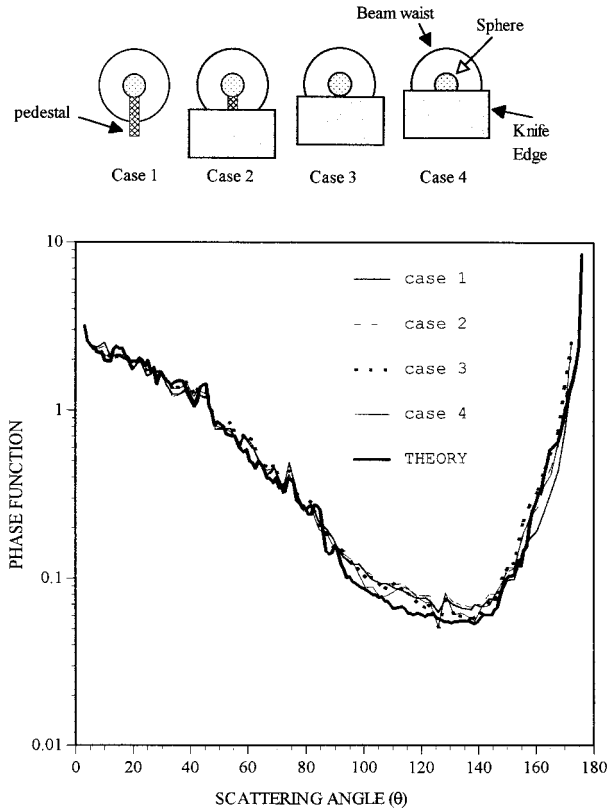 Beam waist
Sphere
pedestal
Knife
Edge
Case 1
Case 2
Case 3
Case 4
10
case 1
case 2
case 3
case 4
THEORY
1
0.1
0.01
PHASE FUNCTION
0
20
40
60
80
100
120
140
160
180
SCATTERING ANGLE (θ)